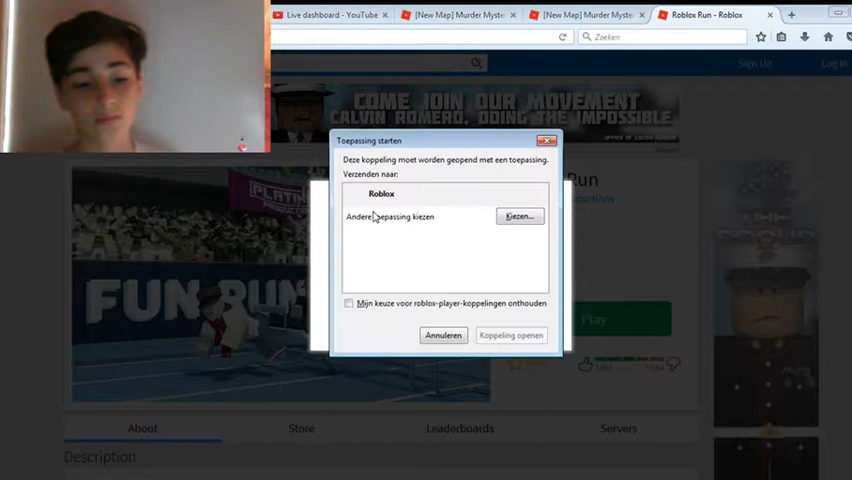 Live dashboard - YouTube
[New Map] Murder Myste
[New Map] Murder Myste
Roblox Run - Roblox
Zoeken
Sign Up
Log In
COME JOIN OUR MOVEMENT
CALVIN ROMERO, DOING THE IMPOSSIBLE
Toepassing starten
Deze koppeling moet worden geopend met een toepassing.
Verzenden naar:
Roblox
Andere toepassing kiezen
Kiezen...
Mijn keuze voor roblox-player-koppelingen onthouden
Annuleren
Koppeling openen
PLATIN
FUN RUN
Run
Play
About
Store
Leaderboards
Servers
Description